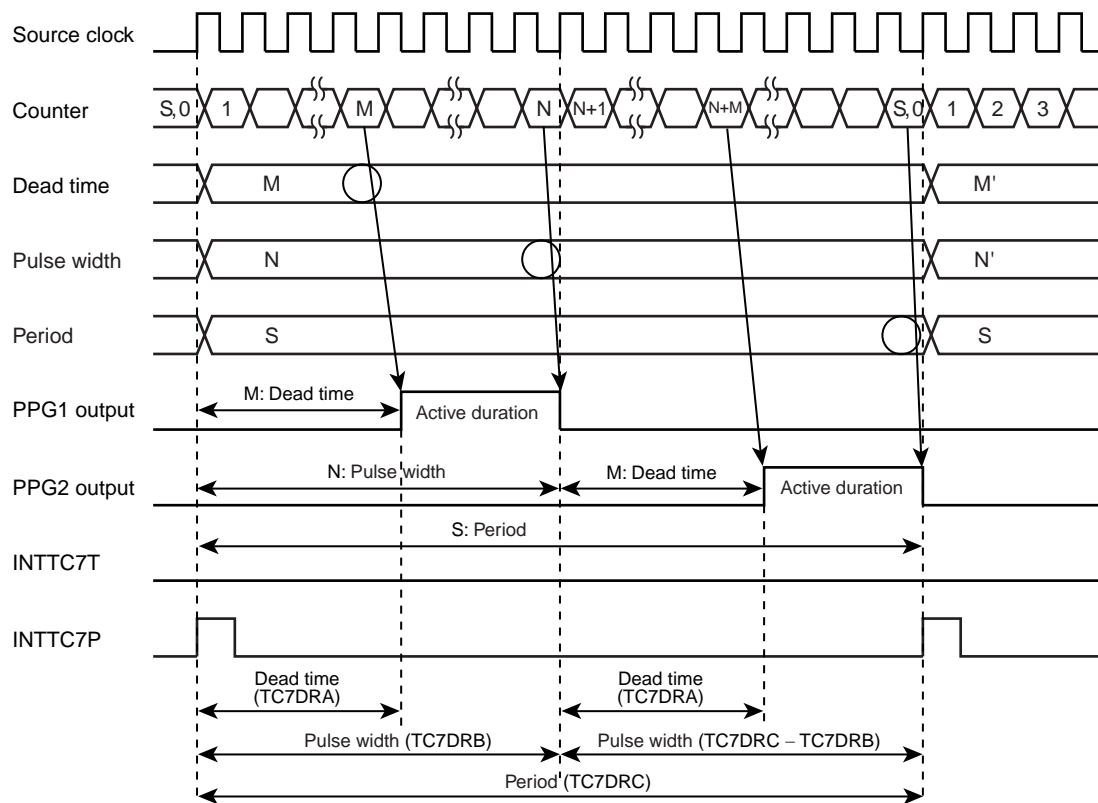 Source clock
Counter S,0 1 M N N+1 N+M S,0 1 2 3
Dead time M M'
Pulse width N N'
Period S S
M: Dead time
PPG1 output Active duration
N: Pulse width M: Dead time
PPG2 output Active duration
S: Period
INTTC7T
INTTC7P
Dead time Dead time
(TC7DRA) (TC7DRA)
Pulse width (TC7DRB) Pulse width (TC7DRC – TC7DRB)
Period (TC7DRC)